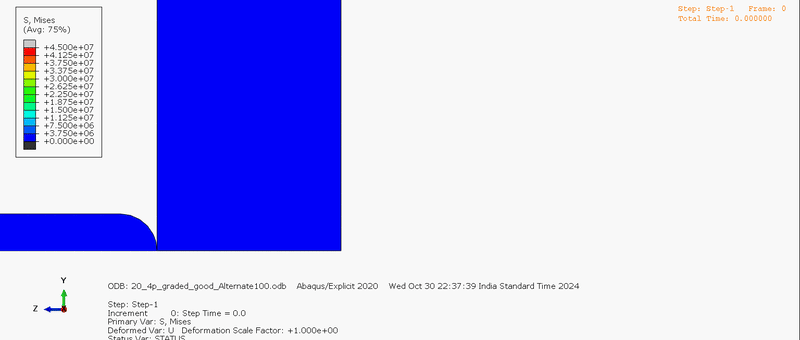 Step: Step-1 Frame: 0
Total Time: 0.000000
S, Mises
(Avg: 75%)
+4.500e+07
+4.125e+07
+3.750e+07
+3.375e+07
+3.000e+07
+2.625e+07
+2.250e+07
+1.875e+07
+1.500e+07
+1.125e+07
+7.500e+06
+3.750e+06
+0.000e+00
Y
Z
ODB: 20_4p_graded_good_Alternate100.odb Abaqus/Explicit 2020 Wed Oct 30 22:37:39 India Standard Time 2024
Step: Step-1
Increment 0: Step Time = 0.0
Primary Var: S, Mises
Deformed Var: U Deformation Scale Factor: +1.000e+00
Status Var: STATUS